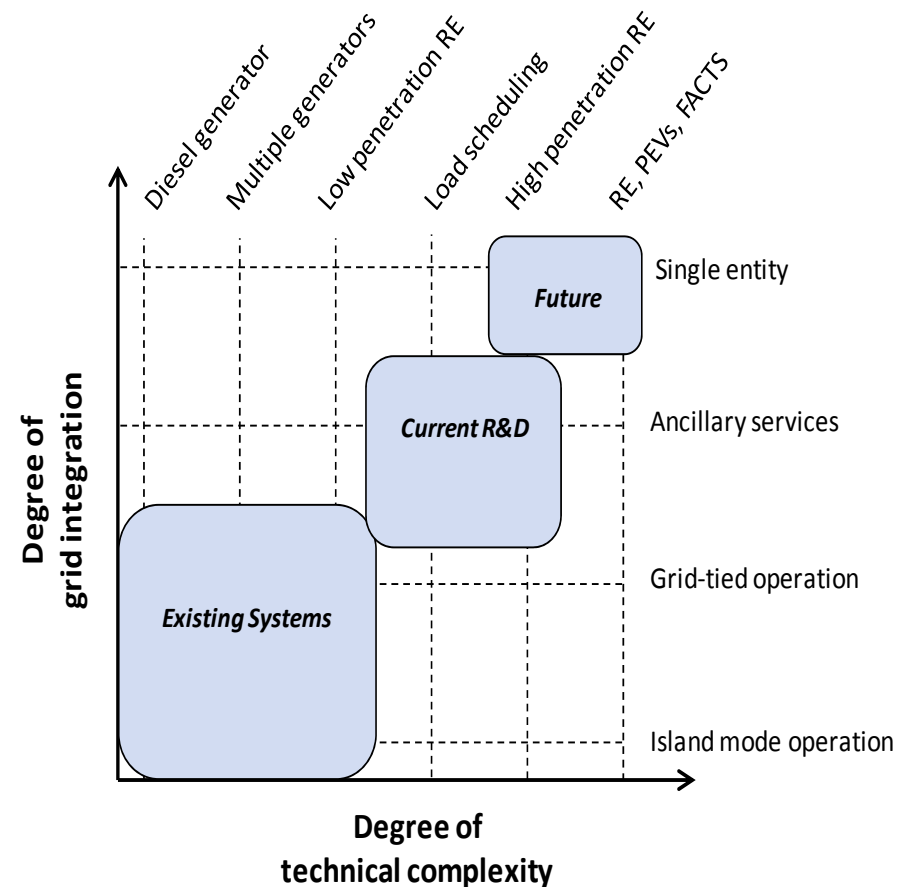 Diesel generator
Multiple generators
Low penetration RE
Load scheduling
High penetration RE
RE, PEVs, FACTS
Single entity
Future
Ancillary services
Current R&D
Degree of
grid integration
Grid-tied operation
Existing Systems
Island mode operation
Degree of
technical complexity